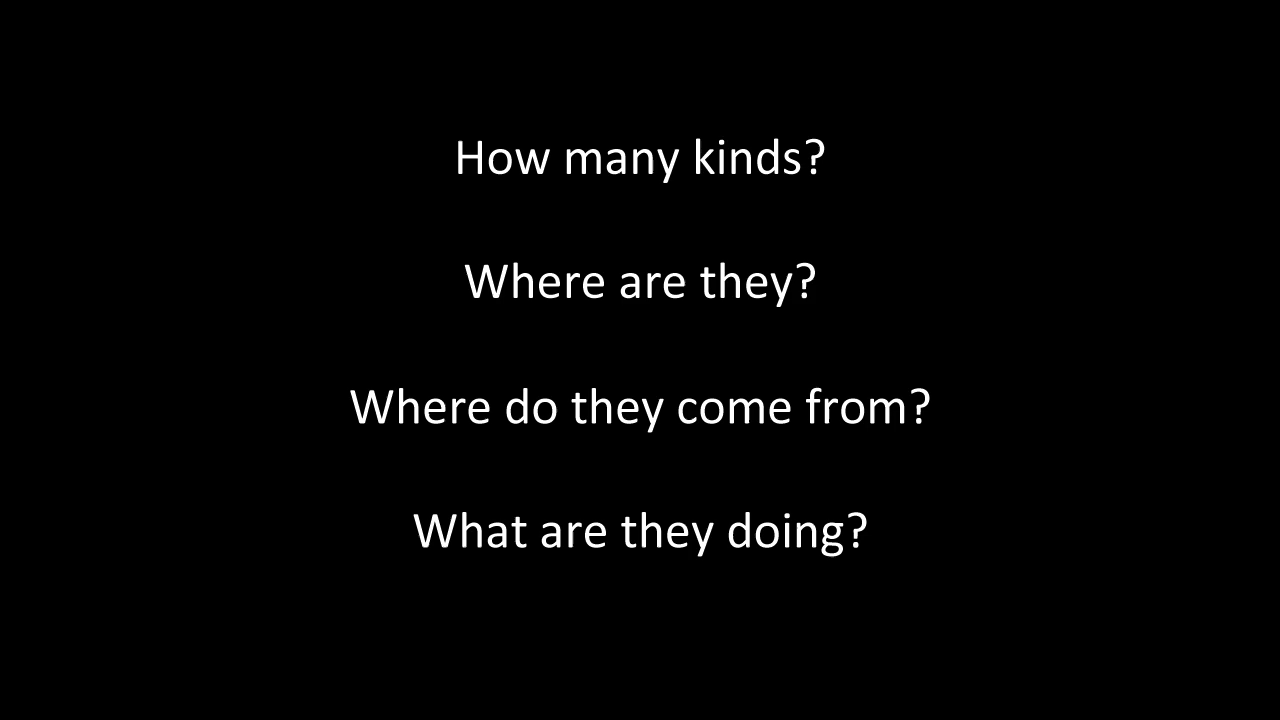 How many kinds?
Where are they?
Where do they come from?
What are they doing?